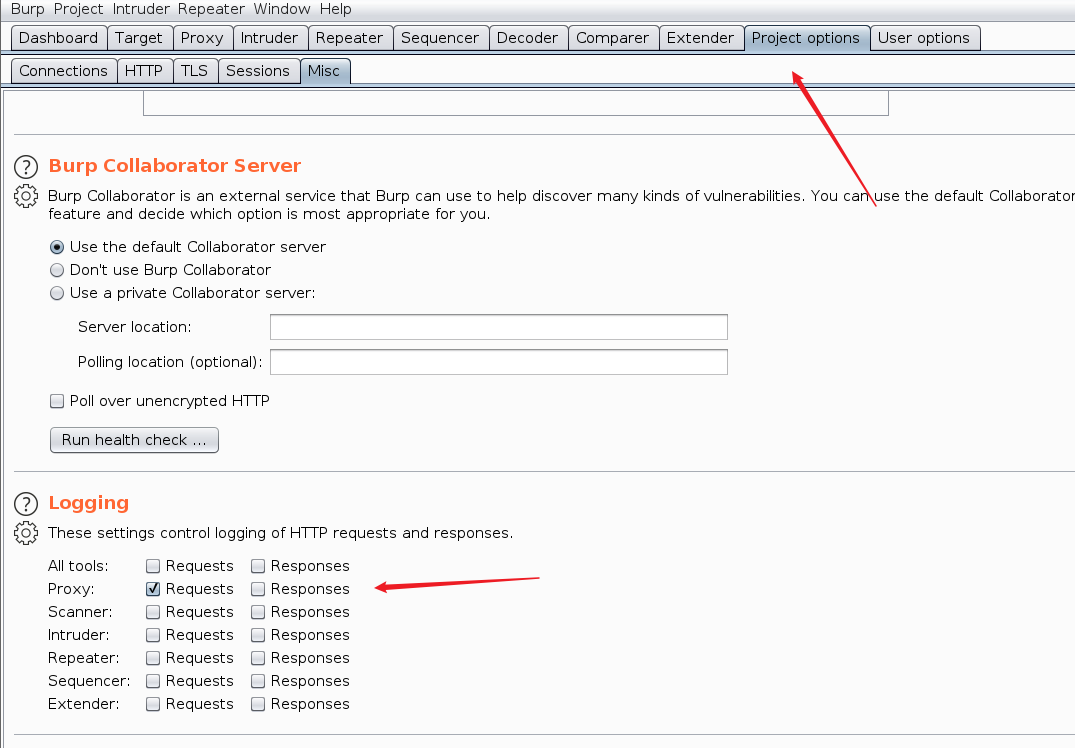 Burp Project Intruder Repeater Window Help
Dashboard Target Proxy Intruder Repeater Sequencer Decoder Comparer Extender Project options User options
Connections HTTP TLS Sessions Misc
? Burp Collaborator Server
Burp Collaborator is an external service that Burp can use to help discover many kinds of vulnerabilities. You can use the default Collaborator
feature and decide which option is most appropriate for you.
Use the default Collaborator server
Don't use Burp Collaborator
Use a private Collaborator server:
Server location:
Polling location (optional):
Poll over unencrypted HTTP
Run health check ...
? Logging
These settings control logging of HTTP requests and responses.
All tools: Requests Responses
Proxy: Requests Responses
Scanner: Requests Responses
Intruder: Requests Responses
Repeater: Requests Responses
Sequencer: Requests Responses
Extender: Requests Responses